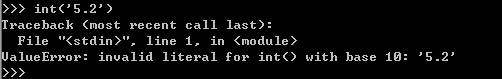 >>> int('5.2')
Traceback (most recent call last):
  File "<stdin>", line 1, in <module>
ValueError: invalid literal for int() with base 10: '5.2'
>>>